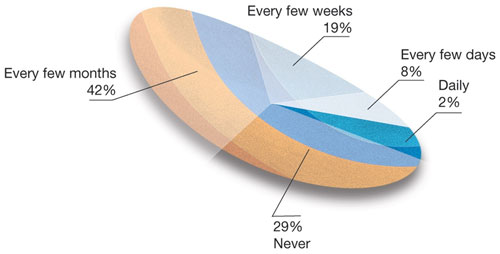 Every few weeks
19%
Every few days
8%
Every few months
42%
Daily
2%
29%
Never